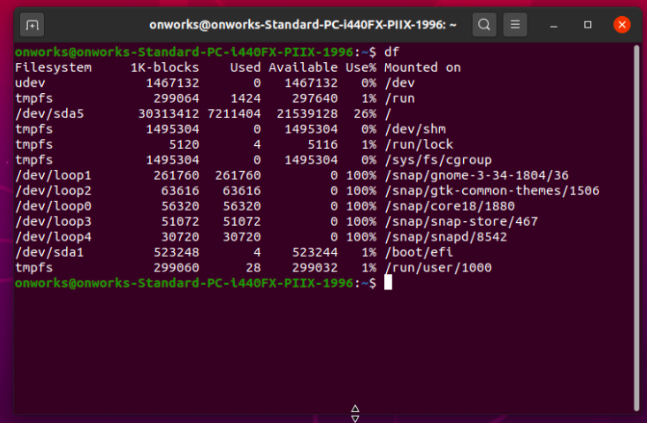 onworks@onworks-Standard-PC-i440FX-PIIX-1996: ~
onworks@onworks-Standard-PC-i440FX-PIIX-1996:~$ df
Filesystem     1K-blocks    Used Available Use% Mounted on
udev             1467132       0   1467132   0% /dev
tmpfs             299064    1424    297640   1% /run
/dev/sda5       30313412 7211404  21539128  26% /
tmpfs            1495304       0   1495304   0% /dev/shm
tmpfs               5120       4      5116   1% /run/lock
tmpfs            1495304       0   1495304   0% /sys/fs/cgroup
/dev/loop1        261760  261760         0 100% /snap/gnome-3-34-1804/36
/dev/loop2         63616   63616         0 100% /snap/gtk-common-themes/1506
/dev/loop0         56320   56320         0 100% /snap/core18/1880
/dev/loop3         51072   51072         0 100% /snap/snap-store/467
/dev/loop4         30720   30720         0 100% /snap/snapd/8542
/dev/sda1         523248       4    523244   1% /boot/efi
tmpfs             299060      28    299032   1% /run/user/1000
onworks@onworks-Standard-PC-i440FX-PIIX-1996:~$